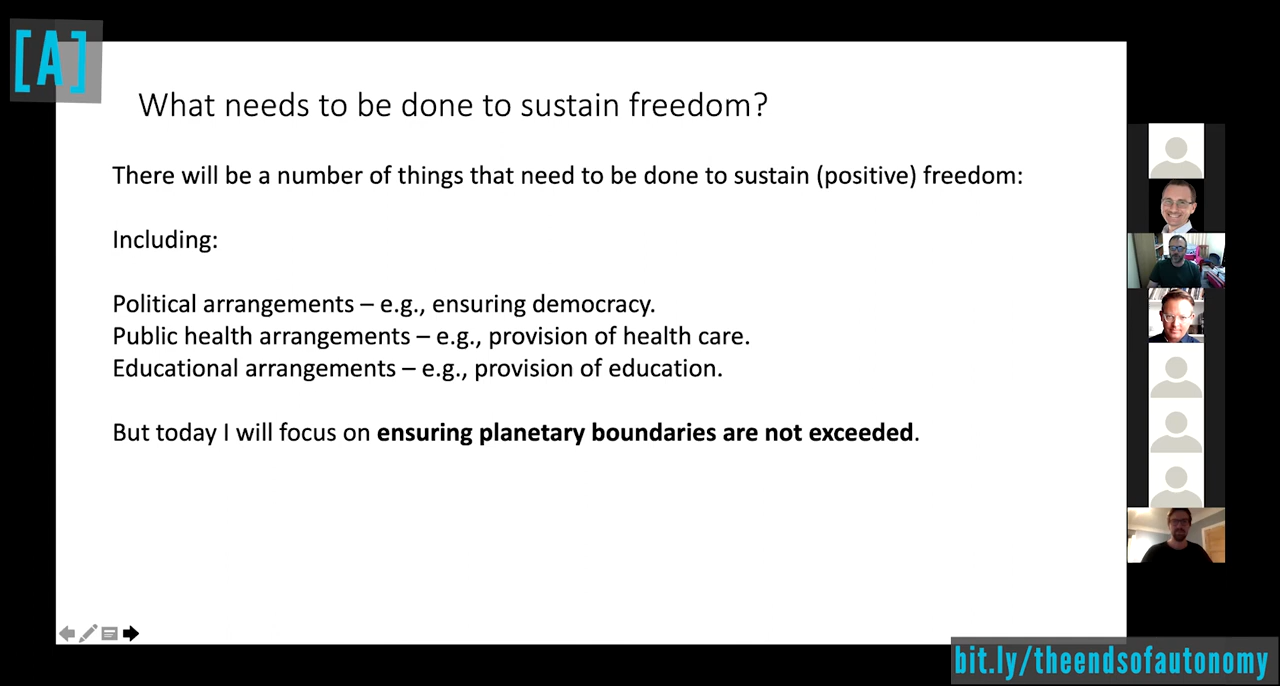 [A]
What needs to be done to sustain freedom?
There will be a number of things that need to be done to sustain (positive) freedom:
Including:
Political arrangements – e.g., ensuring democracy.
Public health arrangements – e.g., provision of health care.
Educational arrangements – e.g., provision of education.
But today I will focus on ensuring planetary boundaries are not exceeded.
bit.ly/theendsofautonomy